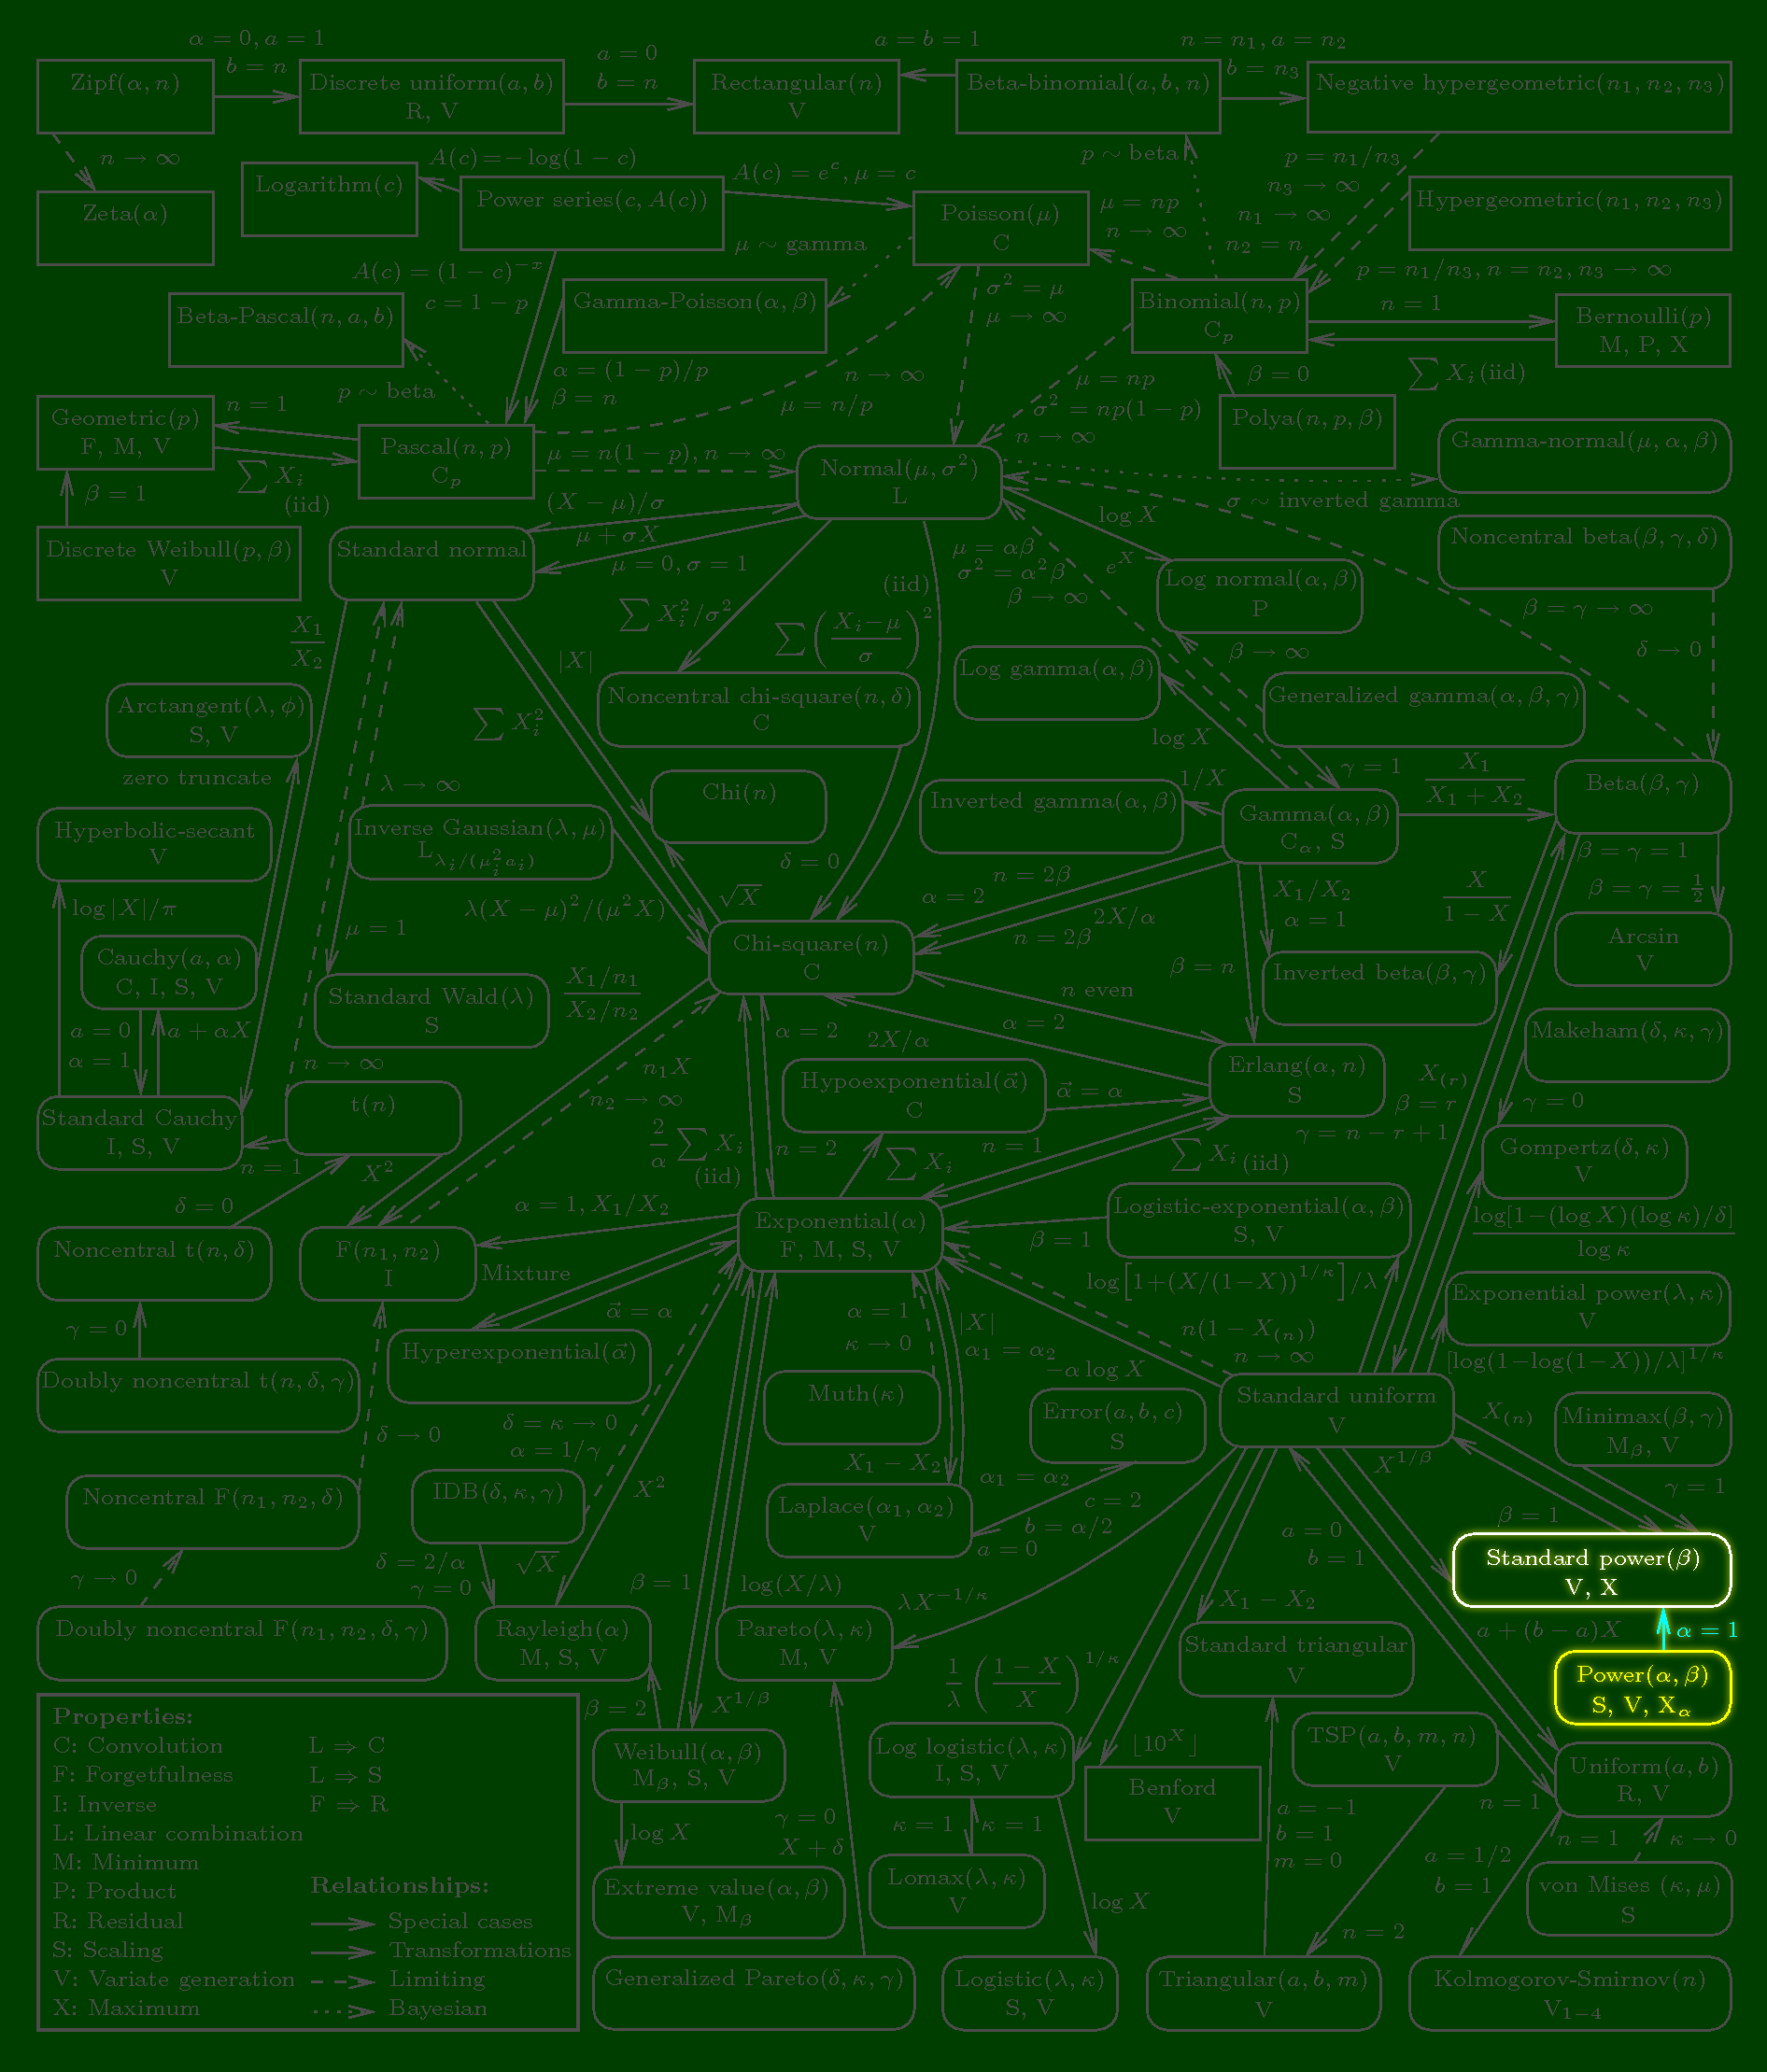 α = 0, a = 1
b = n
a = 0
b = n
a = b = 1
n = n₁, a = n₂
b = n₃
Zipf(α, n)
Discrete uniform(a, b)
R, V
Rectangular(n)
V
Beta-binomial(a, b, n)
Negative hypergeometric(n₁, n₂, n₃)
n → ∞
A(c) = − log(1 − c)
A(c) = eᶜ, μ = c
p ∼ beta
p = n₁/n₃
n₃ → ∞
n₁ → ∞
n₂ = n
Zeta(α)
Logarithm(c)
Power series(c, A(c))
Poisson(μ)
C
μ = np
n → ∞
Hypergeometric(n₁, n₂, n₃)
μ ∼ gamma
p = n₁/n₃, n = n₂, n₃ → ∞
A(c) = (1 − c)⁻ˣ
c = 1 − p
Beta-Pascal(n, a, b)
Gamma-Poisson(α, β)
σ² = μ
μ → ∞
Binomial(n, p)
Cₚ
n = 1
Bernoulli(p)
M, P, X
∑ Xᵢ (iid)
p ∼ beta
α = (1 − p)/p
β = n
n → ∞
μ = n/p
μ = np
σ² = np(1 − p)
n → ∞
β = 0
Polya(n, p, β)
Geometric(p)
F, M, V
n = 1
∑ Xᵢ
(iid)
Pascal(n, p)
Cₚ
μ = n(1 − p), n → ∞
Normal(μ, σ²)
L
Gamma-normal(μ, α, β)
σ ∼ inverted gamma
β = 1
Discrete Weibull(p, β)
V
Standard normal
(X − μ)/σ
μ + σX
μ = 0, σ = 1
(iid)
μ = αβ
σ² = α²β
β → ∞
log X
eˣ
Log normal(α, β)
P
Noncentral beta(β, γ, δ)
β = γ → ∞
δ → 0
X₁/X₂
|X|
∑ Xᵢ²/σ²
∑ ((Xᵢ−μ)/σ)²
β → ∞
Log gamma(α, β)
Generalized gamma(α, β, γ)
Noncentral chi-square(n, δ)
C
Arctangent(λ, φ)
S, V
∑ Xᵢ²
log X
zero truncate
λ → ∞
Chi(n)
1/X
γ = 1
X₁/(X₁ + X₂)
Beta(β, γ)
Inverted gamma(α, β)
Gamma(α, β)
C_α, S
Hyperbolic-secant
V
Inverse Gaussian(λ, μ)
L_{λᵢ/(μᵢ²aᵢ)}
δ = 0
β = γ = 1
β = γ = 1/2
log |X|/π
λ(X − μ)²/(μ²X)
√X
n = 2β
α = 2
2X/α
n = 2β
X₁/X₂
α = 1
X/(1 − X)
Arcsin
V
μ = 1
Cauchy(a, α)
C, I, S, V
Standard Wald(λ)
S
(X₁/n₁)/(X₂/n₂)
Chi-square(n)
C
β = n
Inverted beta(β, γ)
n even
a = 0
α = 1
a + αX
α = 2
2X/α
α = 2
Makeham(δ, κ, γ)
n → ∞
n₁X
n₂ → ∞
Hypoexponential(α⃗)
C
α⃗ = α
Erlang(α, n)
S
X₍ᵣ₎
β = r
γ = n − r + 1
γ = 0
Standard Cauchy
I, S, V
t(n)
n = 1
X²
2/α ∑ Xᵢ
(iid)
n = 2
∑ Xᵢ
n = 1
∑ Xᵢ (iid)
Gompertz(δ, κ)
V
δ = 0
α = 1, X₁/X₂
Exponential(α)
F, M, S, V
Logistic-exponential(α, β)
S, V
β = 1
log[1−(log X)(log κ)/δ]
log κ
Noncentral t(n, δ)
F(n₁, n₂)
I
Mixture
α⃗ = α
log[1+(X/(1−X))^{1/κ}]/λ
Exponential power(λ, κ)
V
[log(1−log(1−X))/λ]^{1/κ}
γ = 0
Hyperexponential(α⃗)
α = 1
κ → 0
|X|
α₁ = α₂
n(1 − X₍ₙ₎)
n → ∞
−α log X
Doubly noncentral t(n, δ, γ)
δ → 0
δ = κ → 0
α = 1/γ
Muth(κ)
Error(a, b, c)
S
Standard uniform
V
X₍ₙ₎
Minimax(β, γ)
M_β, V
X^{1/β}
γ = 1
Noncentral F(n₁, n₂, δ)
IDB(δ, κ, γ)
X²
X₁ − X₂
α₁ = α₂
c = 2
b = α/2
a = 0
Laplace(α₁, α₂)
V
a = 0
b = 1
β = 1
Standard power(β)
V, X
γ → 0
δ = 2/α
γ = 0
√X
β = 1
log(X/λ)
λX^{−1/κ}
X₁ − X₂
a + (b − a)X
α = 1
Doubly noncentral F(n₁, n₂, δ, γ)
Rayleigh(α)
M, S, V
Pareto(λ, κ)
M, V
Standard triangular
V
1/λ ((1 − X)/X)^{1/κ}
Power(α, β)
S, V, X_α
β = 2
X^{1/β}
Weibull(α, β)
M_β, S, V
Log logistic(λ, κ)
I, S, V
⌊10ˣ⌋
Benford
V
TSP(a, b, m, n)
V
Uniform(a, b)
R, V
n = 1
log X
γ = 0
X + δ
κ = 1
κ = 1
a = −1
b = 1
m = 0
n = 1
κ → 0
a = 1/2
b = 1
Extreme value(α, β)
V, M_β
Lomax(λ, κ)
V
log X
n = 2
von Mises (κ, μ)
S
Generalized Pareto(δ, κ, γ)
Logistic(λ, κ)
S, V
Triangular(a, b, m)
V
Kolmogorov-Smirnov(n)
V₁₋₄
Properties:
C: Convolution L ⇒ C
F: Forgetfulness L ⇒ S
I: Inverse F ⇒ R
L: Linear combination
M: Minimum
P: Product
R: Residual
S: Scaling
V: Variate generation
X: Maximum
Relationships:
Special cases
Transformations
Limiting
Bayesian